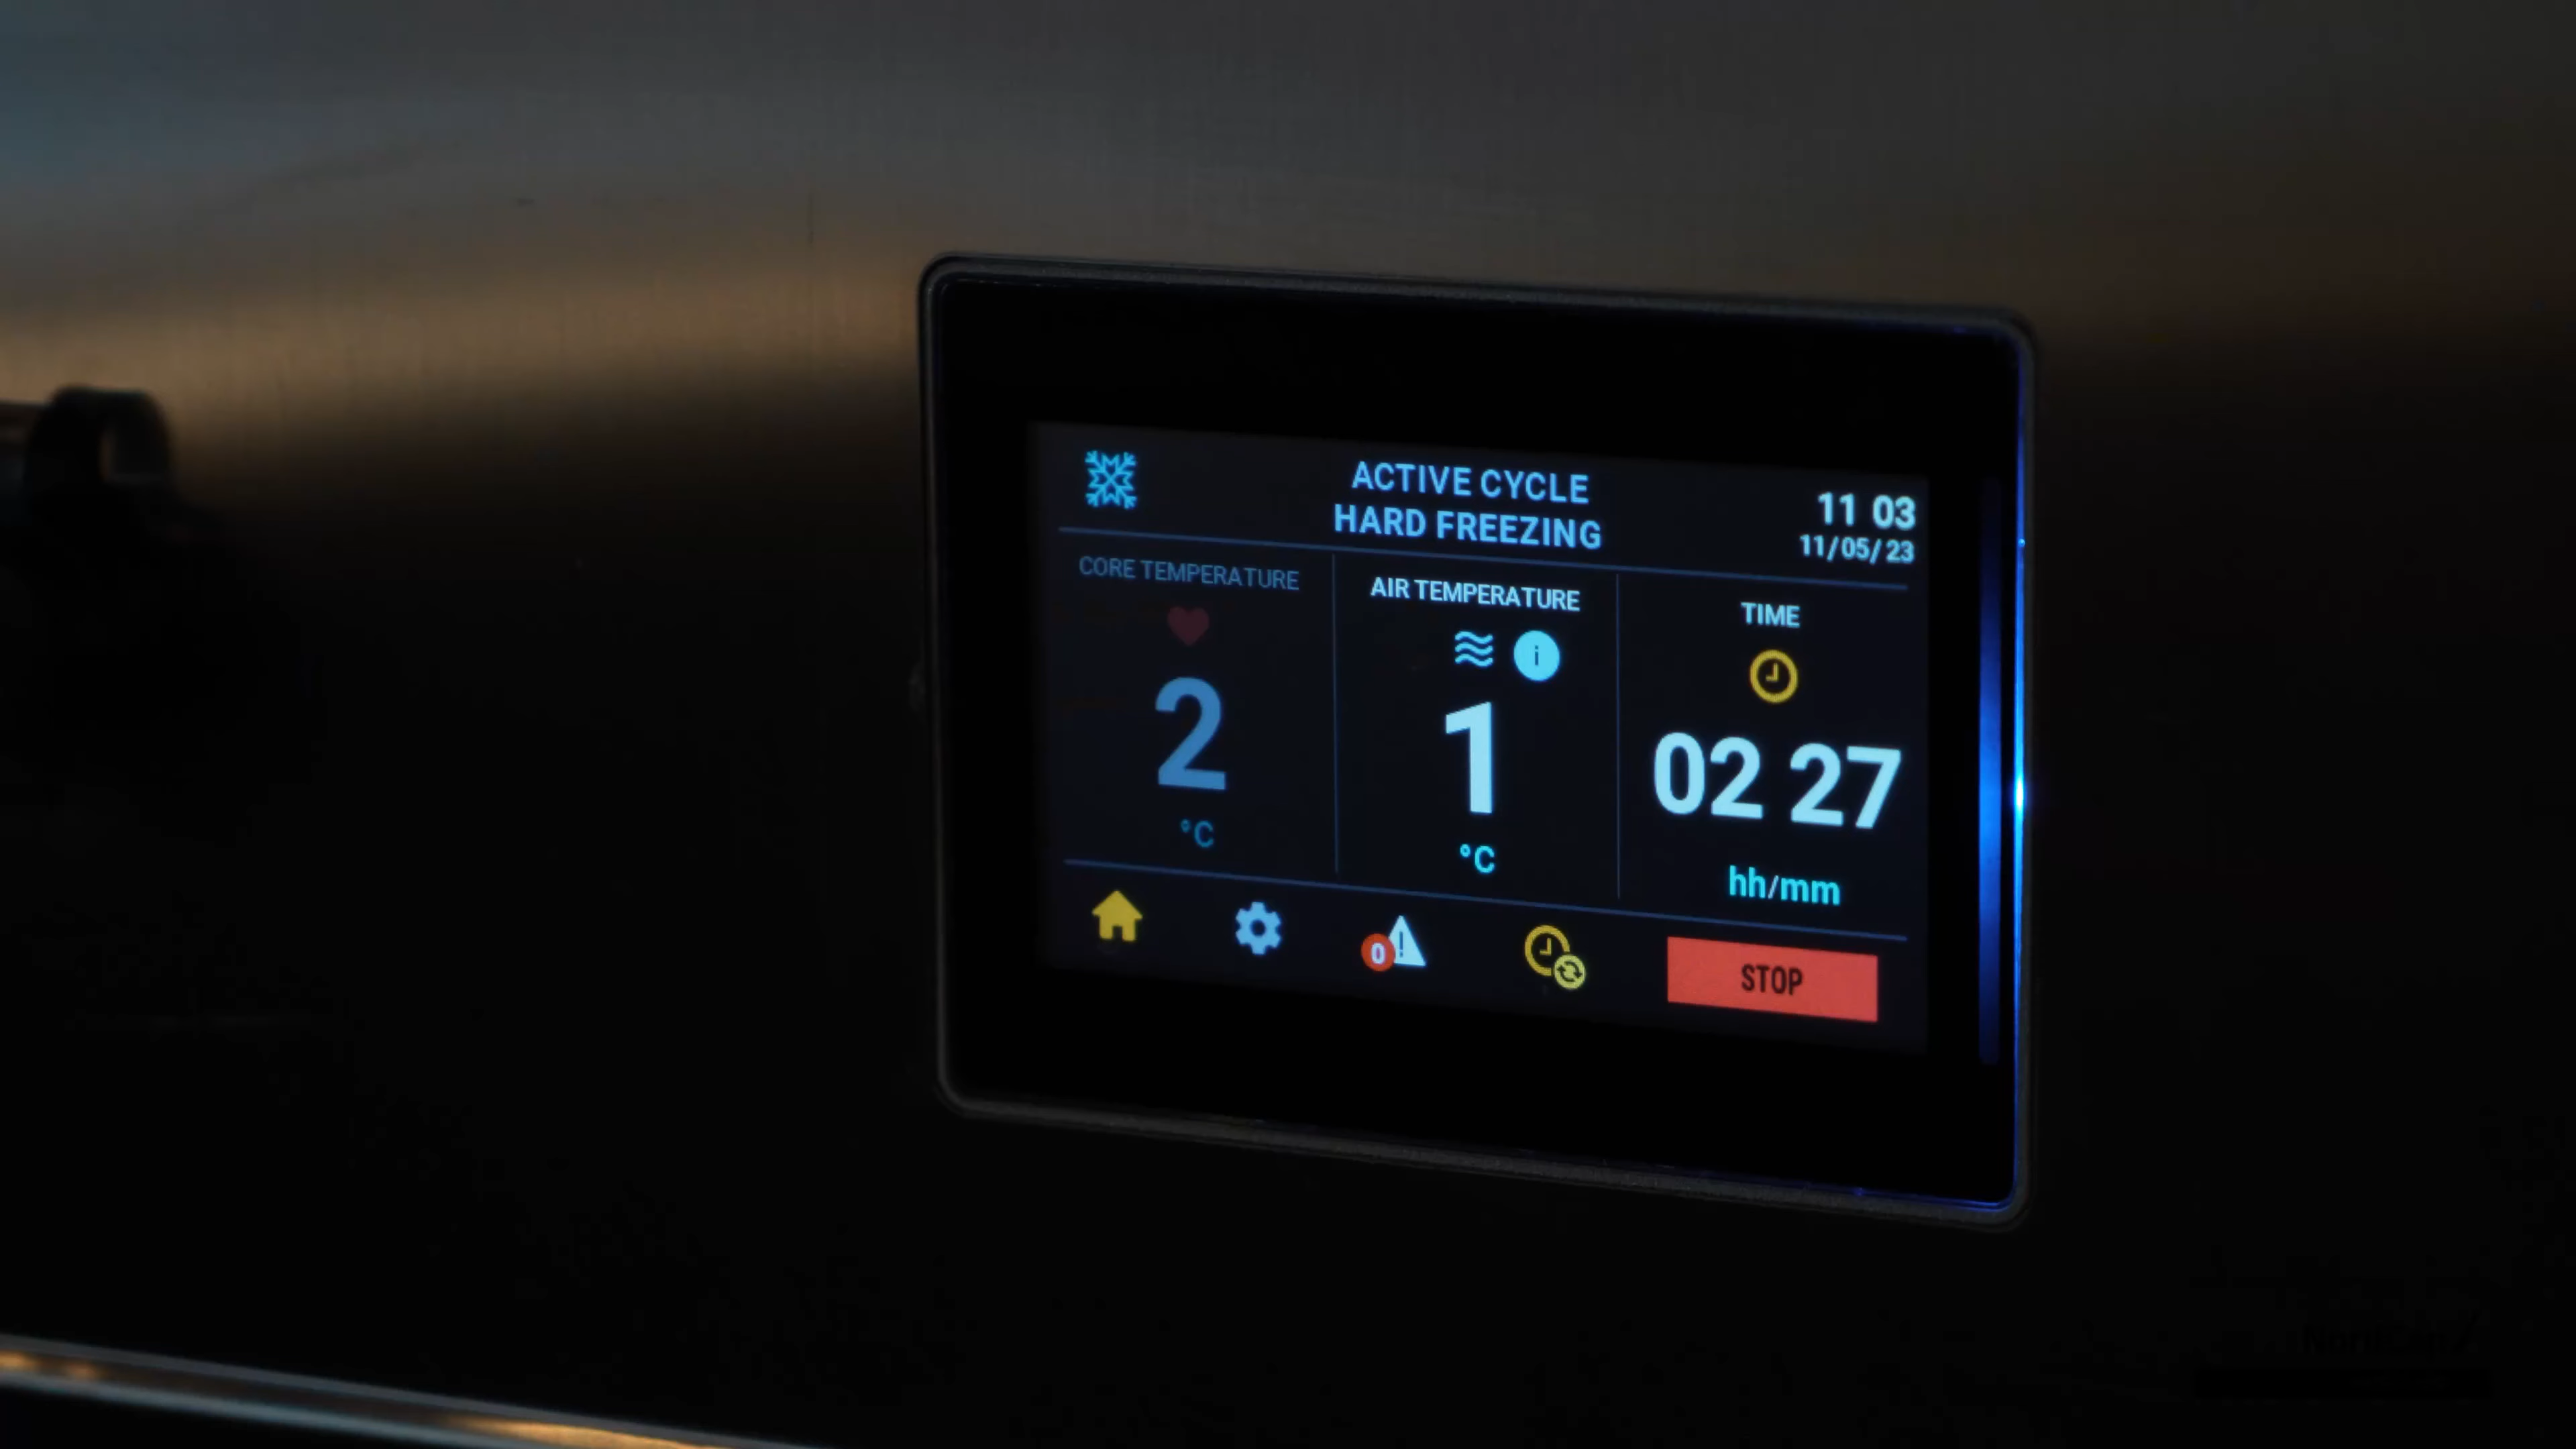 ACTIVE CYCLE
HARD FREEZING
11 03
11/05/23
CORE TEMPERATURE
2
°C
AIR TEMPERATURE
i
1
°C
TIME
02 27
hh/mm
0
!
STOP